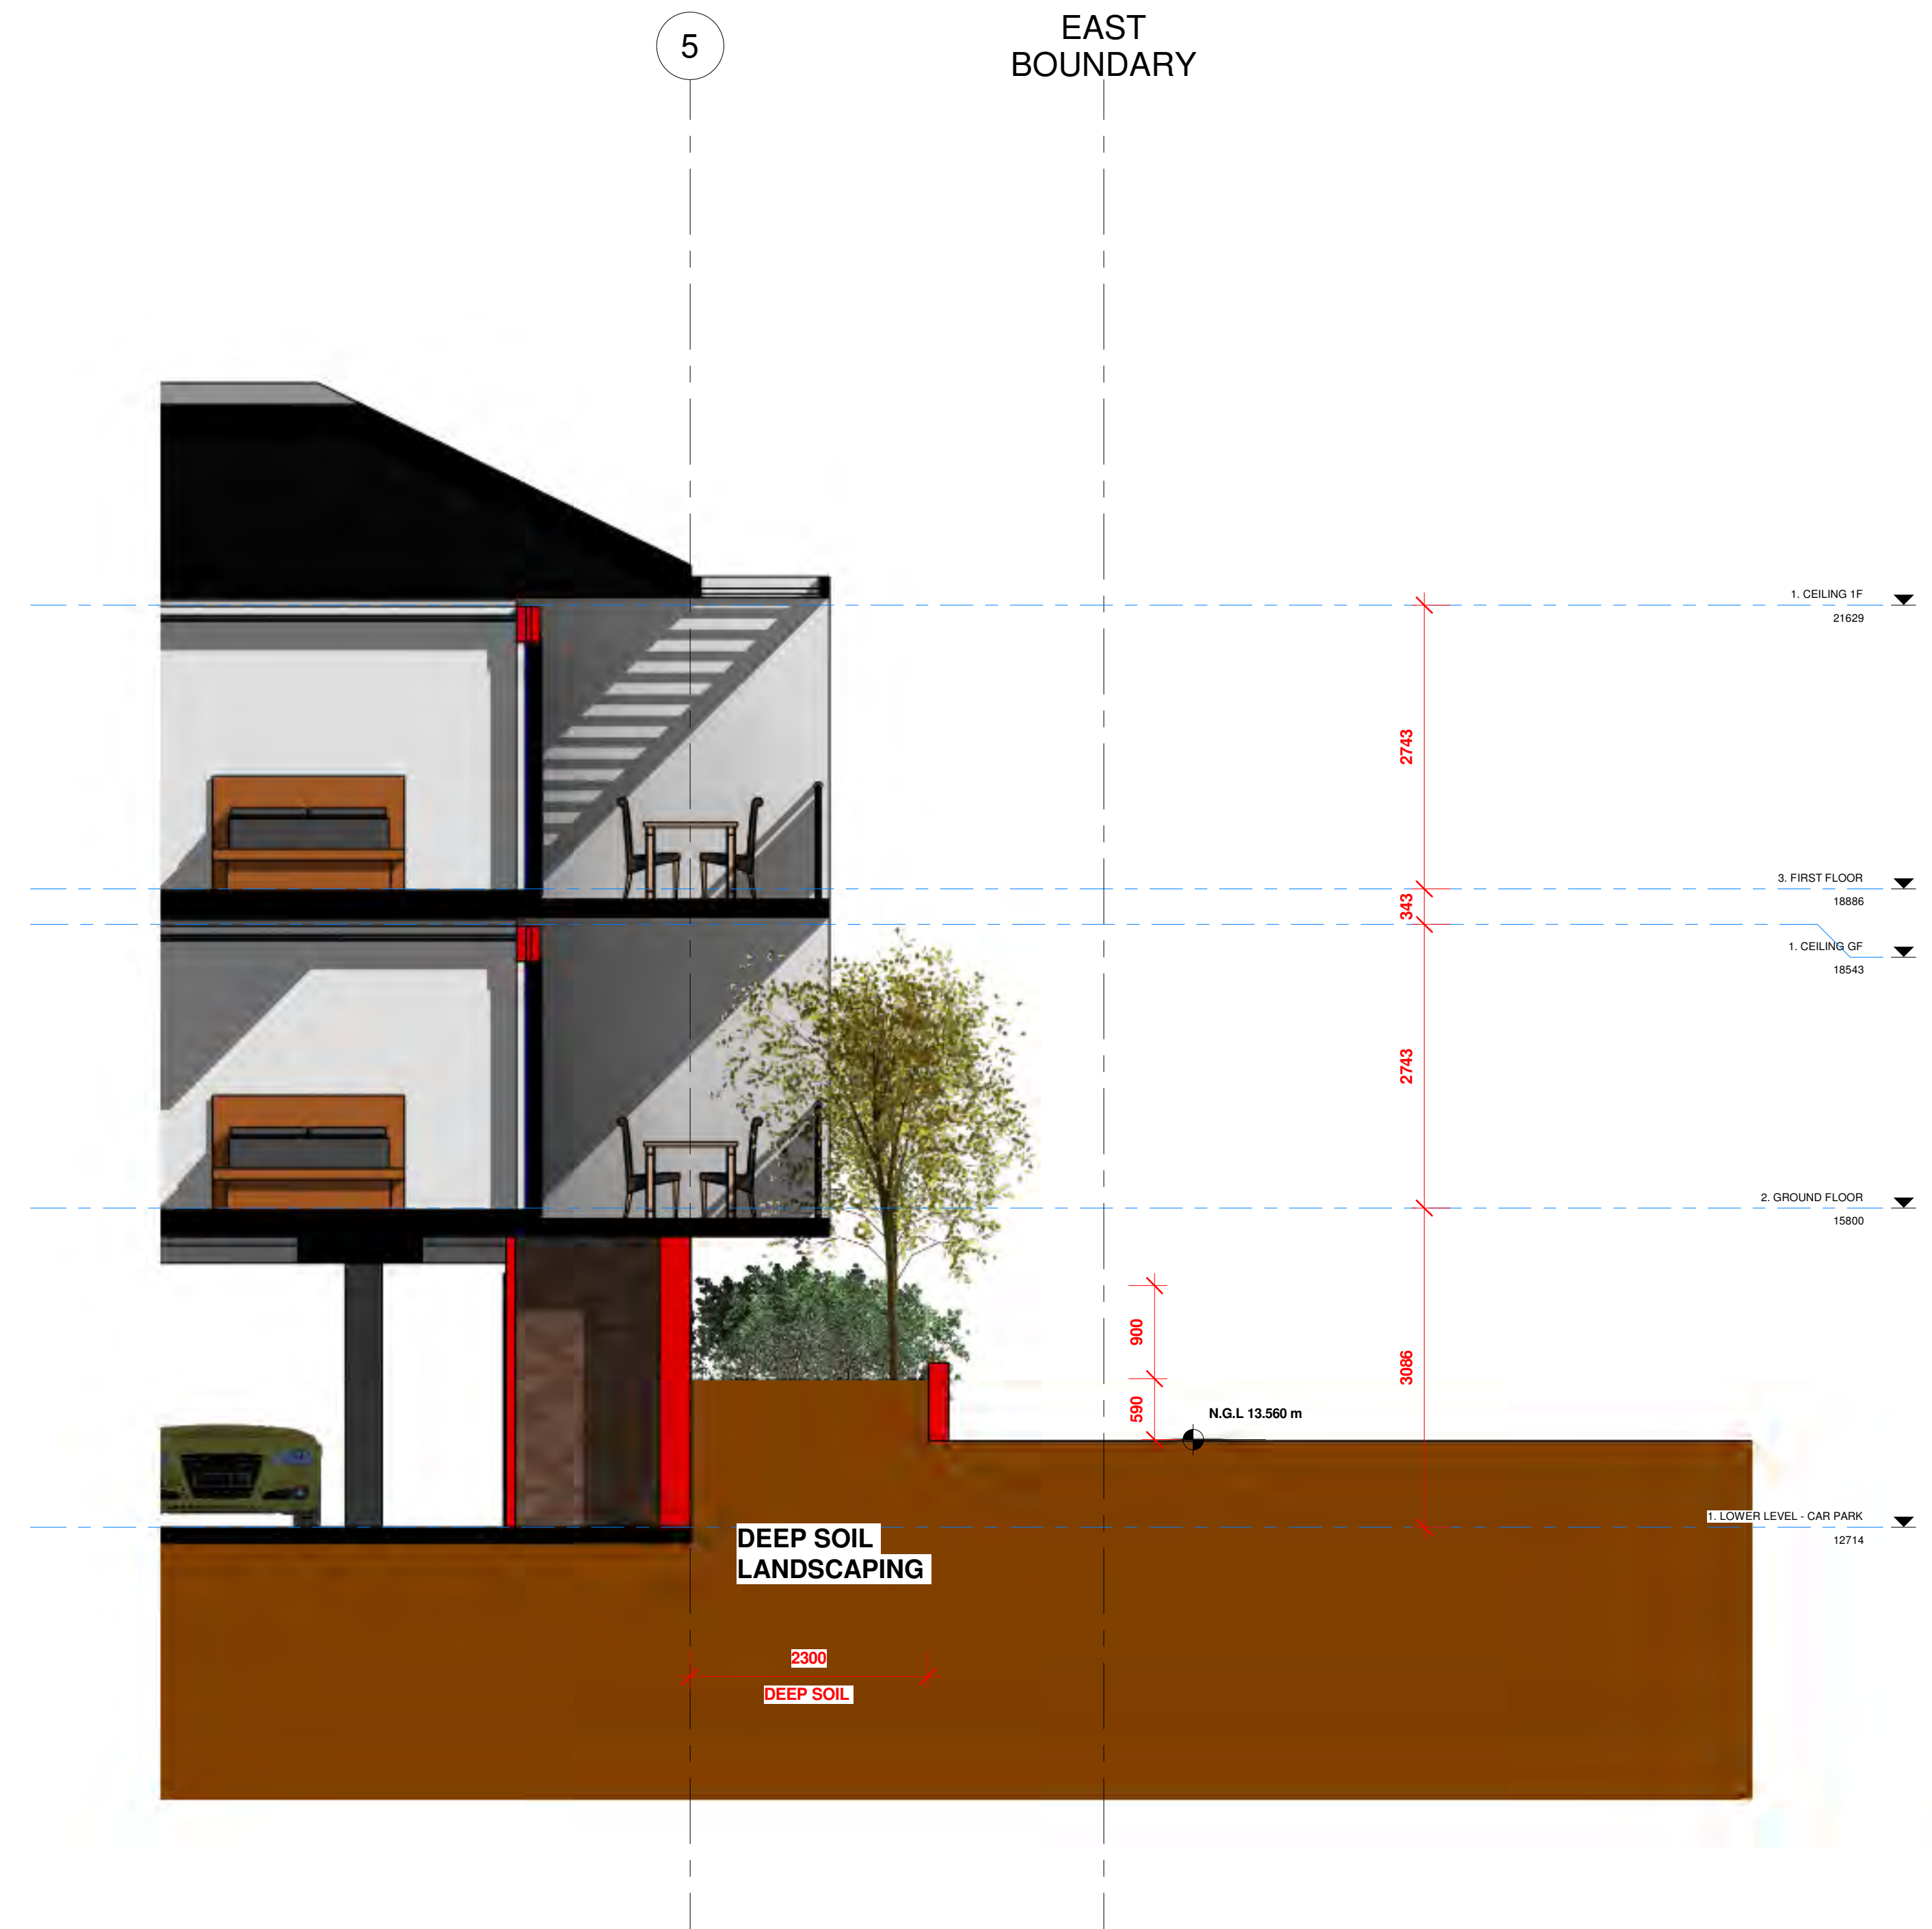 5
EAST
BOUNDARY
1. CEILING 1F
21629
2743
3. FIRST FLOOR
18886
343
1. CEILING GF
18543
2743
2. GROUND FLOOR
15800
900
3086
590
N.G.L 13.560 m
1. LOWER LEVEL - CAR PARK
12714
DEEP SOIL
LANDSCAPING
2300
DEEP SOIL